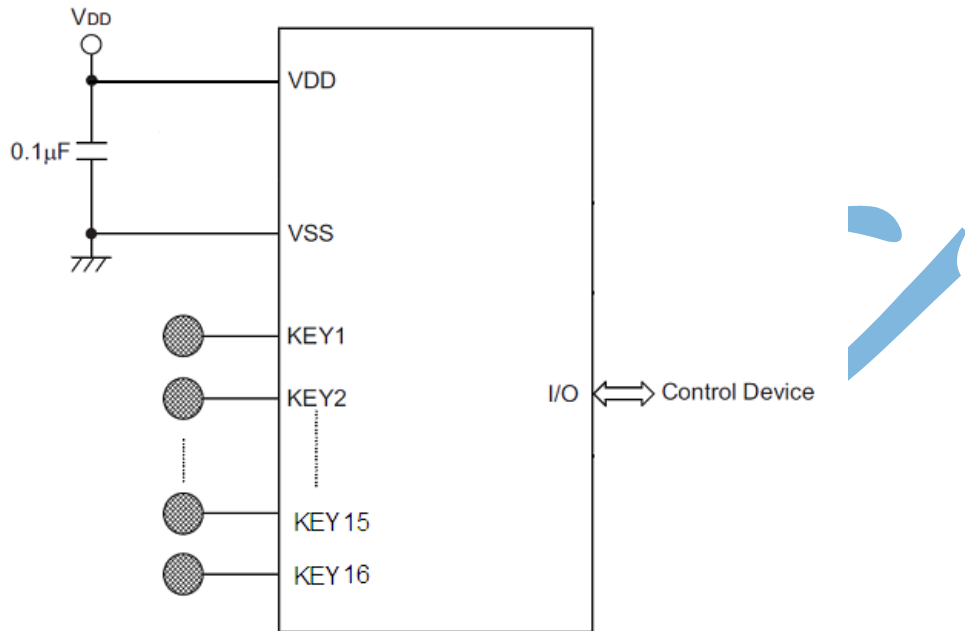 VDD
VDD
0.1μF
VSS
KEY1
KEY2
I/O
Control Device
KEY15
KEY16